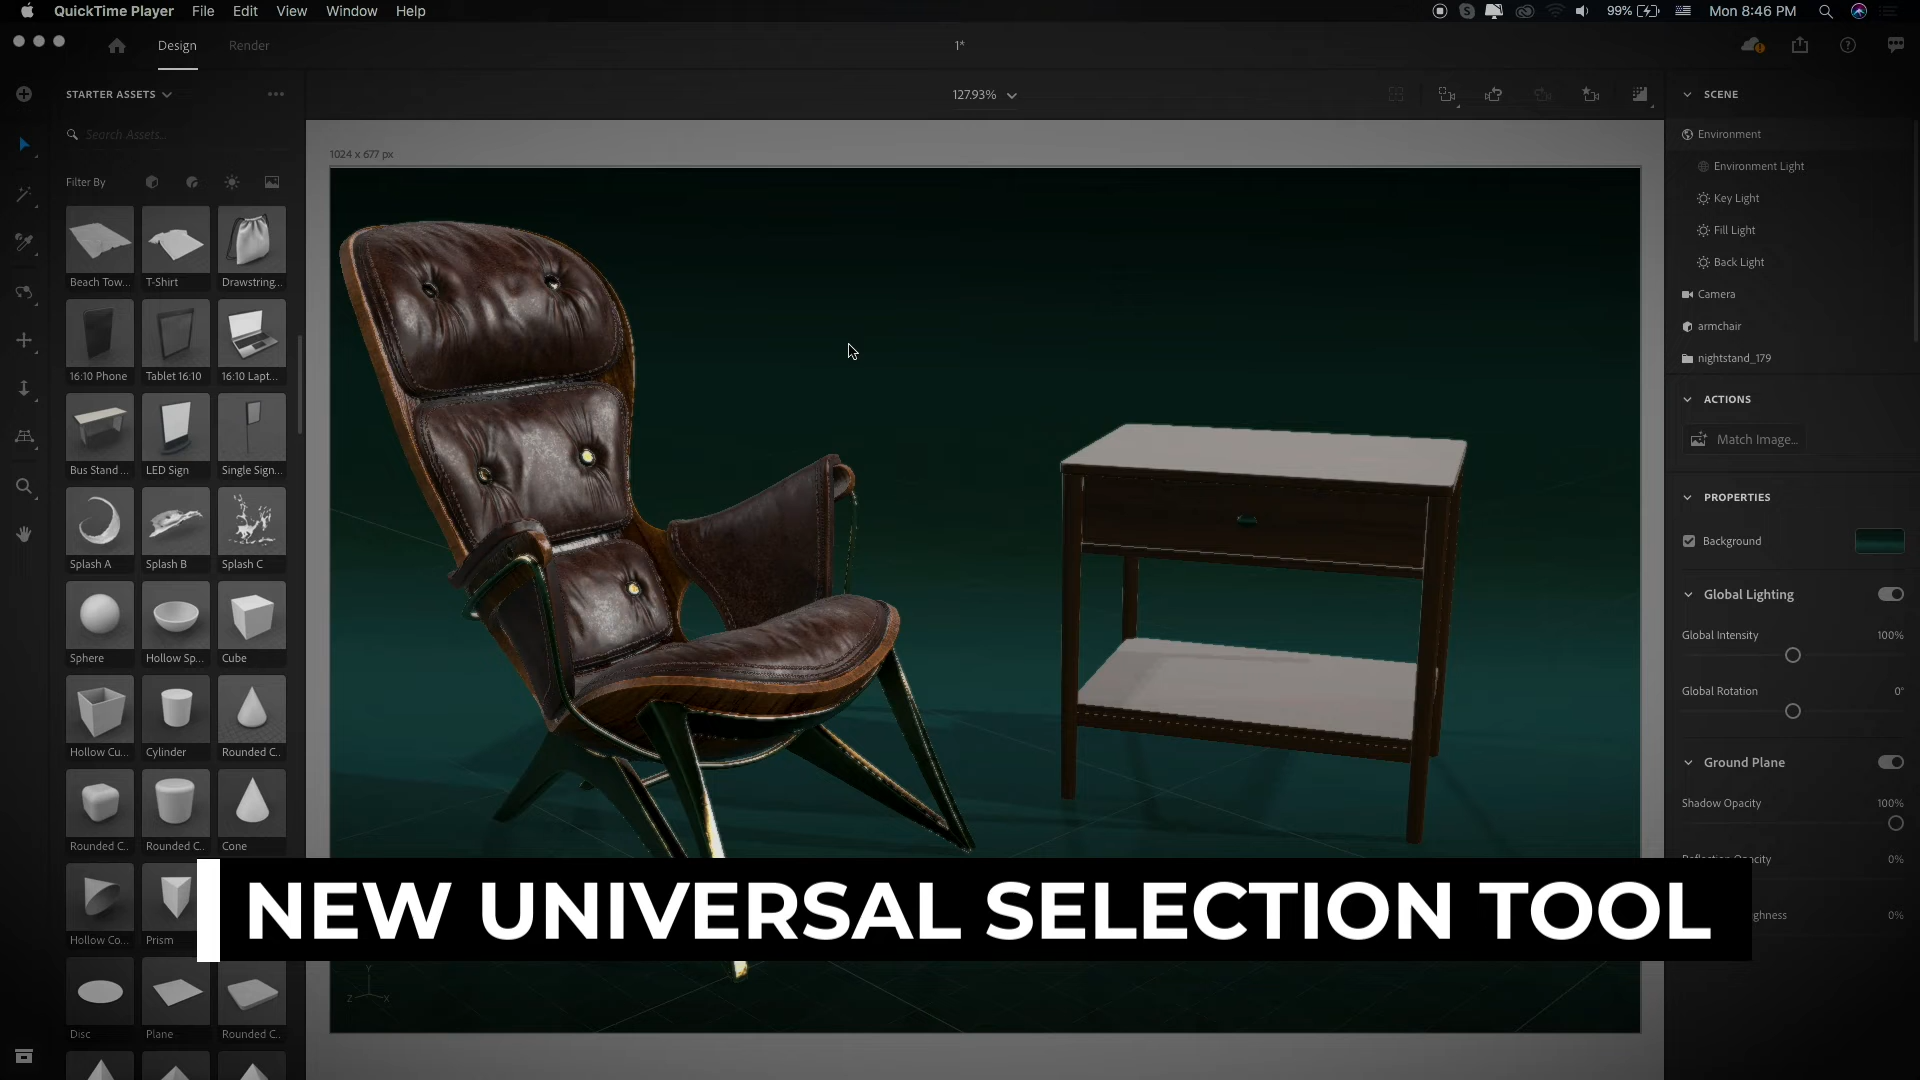 QuickTime Player File Edit View Window Help 99% Mon 8:46 PM
Design Render 1*
STARTER ASSETS 127.93% SCENE
Search Assets...
Environment
1024 x 677 px
Environment Light
Filter By
Key Light
Fill Light
Back Light
Beach Tow... T-Shirt Drawstring...
Camera
armchair
nightstand_179
16:10 Phone Tablet 16:10 16:10 Lapt...
ACTIONS
Match Image...
Bus Stand ... LED Sign Single Sign...
PROPERTIES
Background
Splash A Splash B Splash C
Global Lighting
Global Intensity 100%
Sphere Hollow Sp... Cube
Global Rotation 0°
Hollow Cu... Cylinder Rounded C...
Ground Plane
Shadow Opacity 100%
Rounded C.. Rounded C.. Cone
0%
NEW UNIVERSAL SELECTION TOOL
0%
Hollow Co... Prism
Y
Z X
Disc Plane Rounded C...